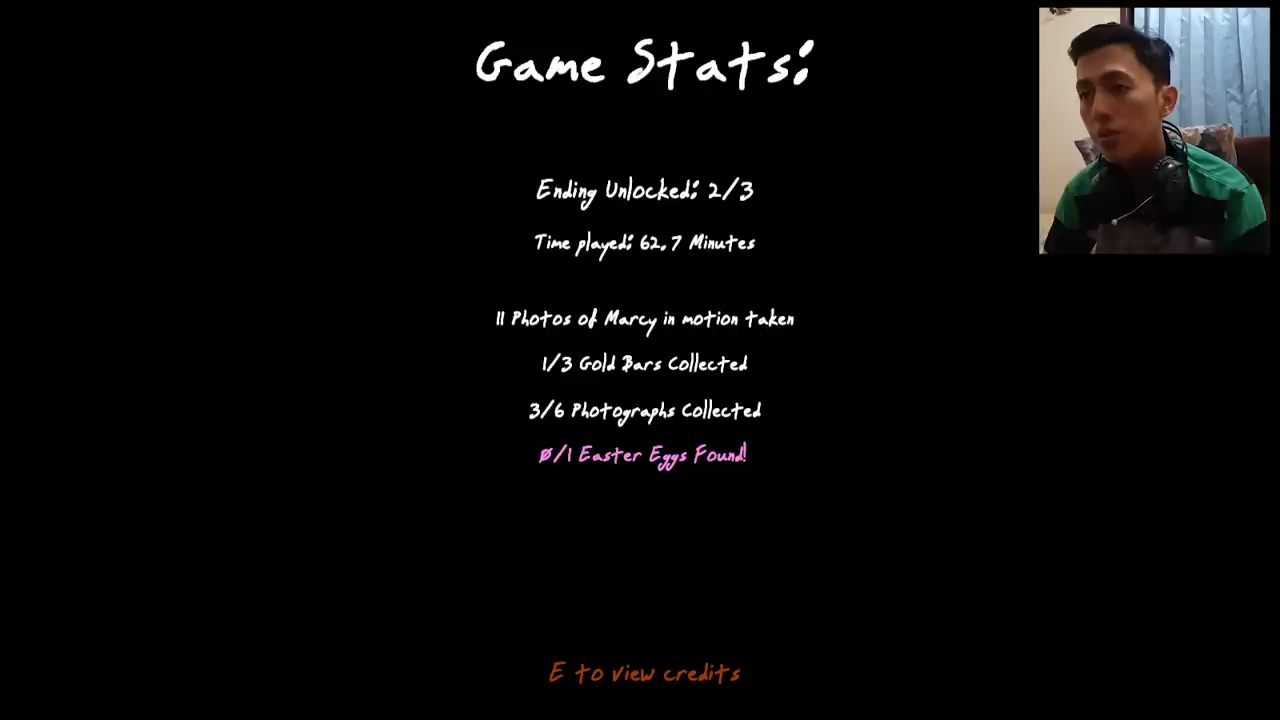 Game Stats:
Ending Unlocked: 2/3
Time played: 62.7 Minutes
11 Photos of Marcy in motion taken
1/3 Gold Bars Collected
3/6 Photographs Collected
0/1 Easter Eggs Found!
E to view credits